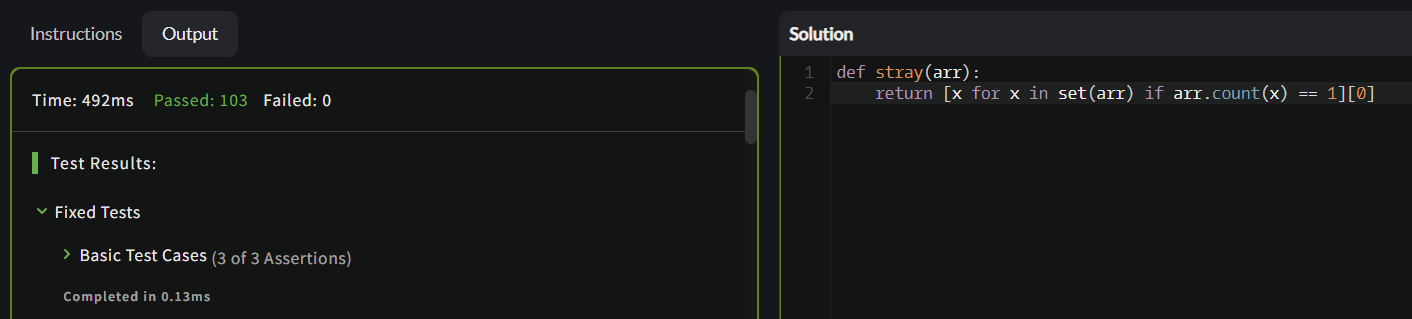 Instructions Output
Time: 492ms Passed: 103 Failed: 0
Test Results:
Fixed Tests
Basic Test Cases (3 of 3 Assertions)
Completed in 0.13ms
Solution
1 def stray(arr):
2 return [x for x in set(arr) if arr.count(x) == 1][0]